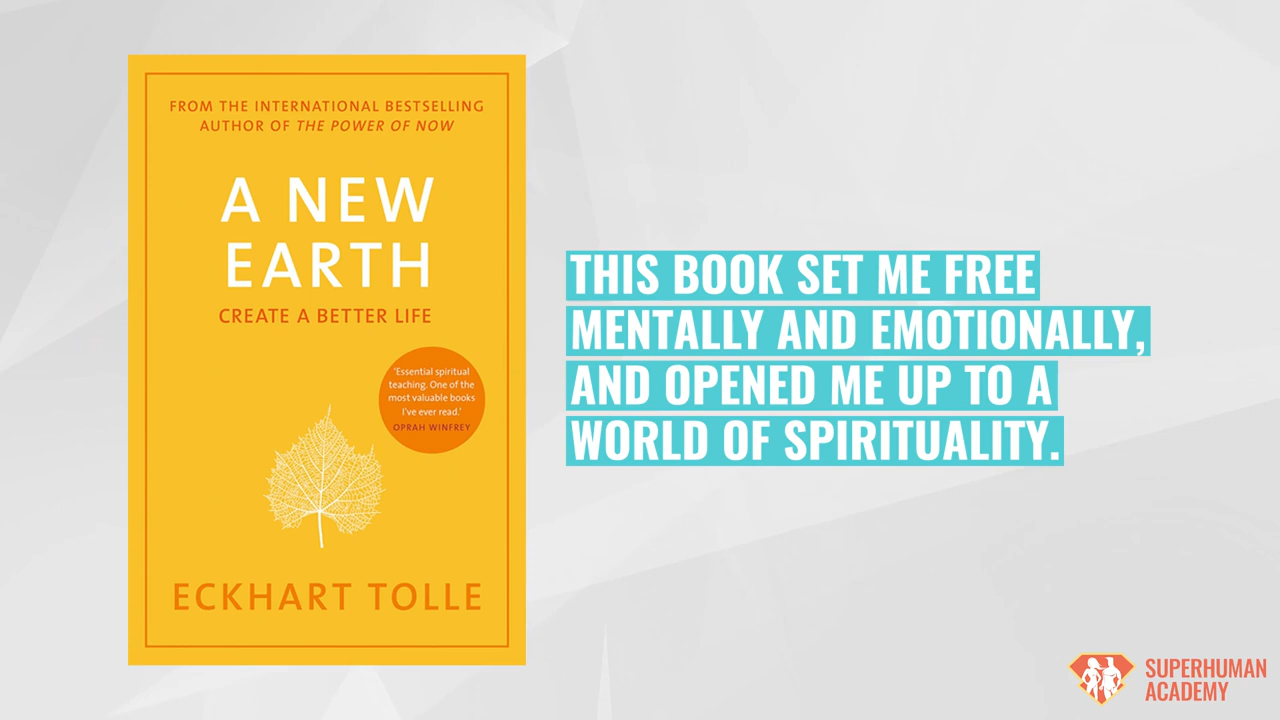 FROM THE INTERNATIONAL BESTSELLING
AUTHOR OF THE POWER OF NOW
A NEW
EARTH
CREATE A BETTER LIFE
'Essential spiritual
teaching. One of the
most valuable books
I've ever read.'
OPRAH WINFREY
ECKHART TOLLE
THIS BOOK SET ME FREE
MENTALLY AND EMOTIONALLY,
AND OPENED ME UP TO A
WORLD OF SPIRITUALITY.
SUPERHUMAN
ACADEMY